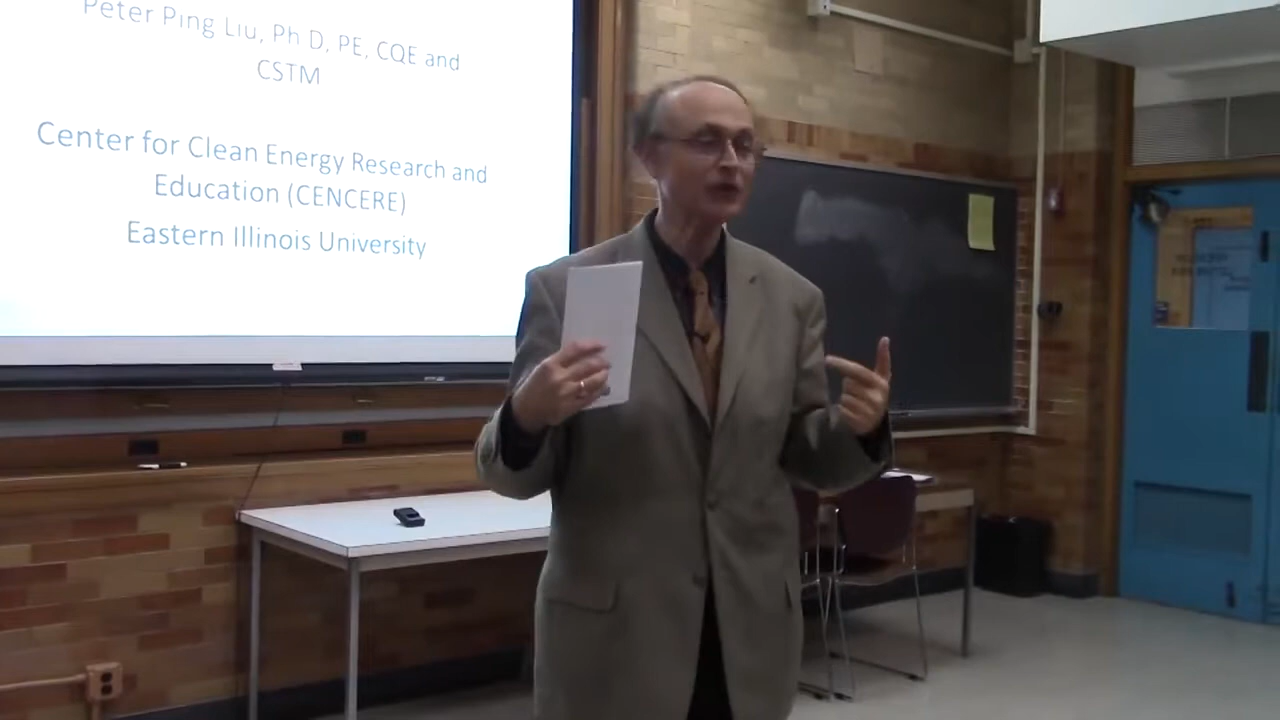 Peter Ping Liu, Ph D, PE, CQE and
CSTM
Center for Clean Energy Research and
Education (CENCERE)
Eastern Illinois University